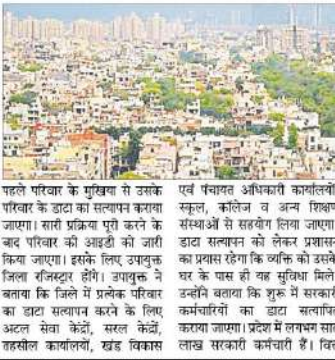 पहले परिवार के मुखिया से उसके
परिवार के डाटा का सत्यापन कराया
जाएगा। सारी प्रक्रिया पूरी करने के
बाद परिवार की आइडी को जारी
किया जाएगा। इसके लिए उपायुक्त
जिला रजिस्ट्रार होंगे। उपायुक्त ने
बताया कि जिले में प्रत्येक परिवार
का डाटा सत्यापन करने के लिए
अटल सेवा केंद्रों, सरल केंद्रों,
तहसील कार्यालयों, खंड विकास
एवं पंचायत अधिकारी कार्यालयों
स्कूल, कॉलेज व अन्य शिक्षण
संस्थाओं से सहयोग लिया जाएगा।
डाटा सत्यापन को लेकर प्रशासन
का प्रयास रहेगा कि व्यक्ति को उसके
घर के पास ही यह सुविधा मिले
उन्होंने बताया कि शुरू में सरकारी
कर्मचारियों का डाटा सत्यापित
कराया जाएगा। प्रदेश में लगभग
लाख सरकारी कर्मचारी हैं।